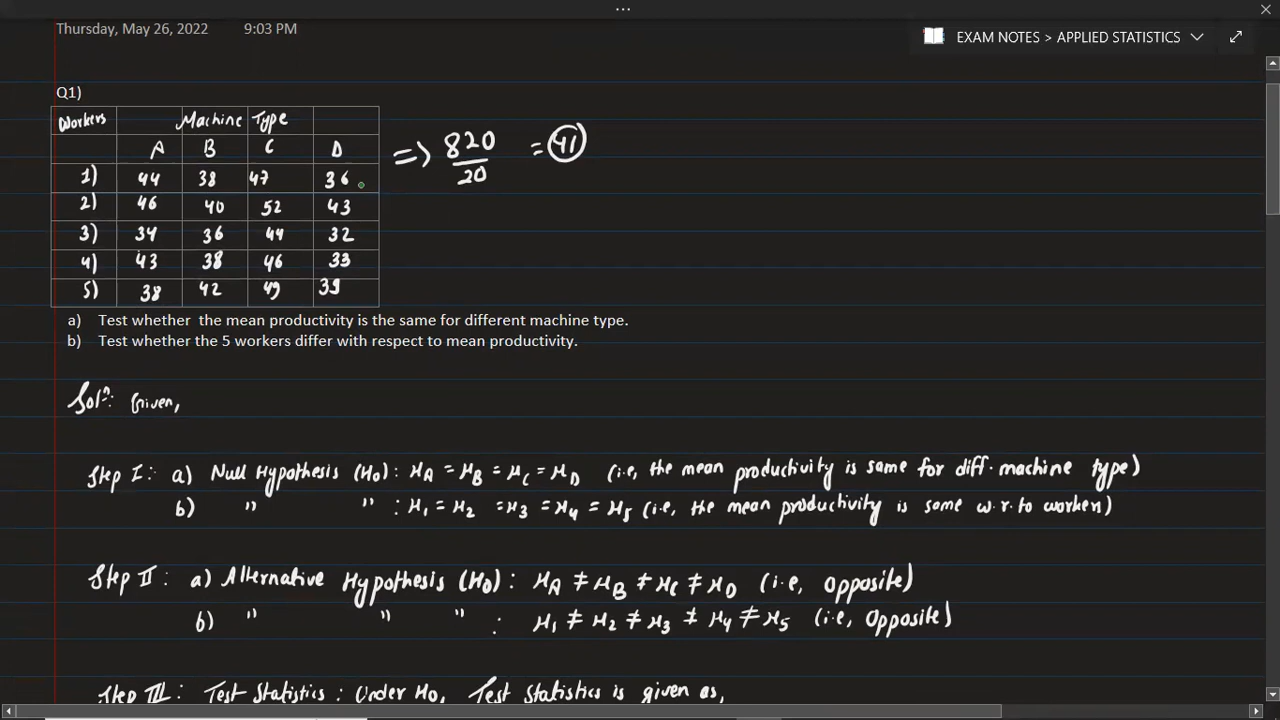 Thursday, May 26, 2022 9:03 PM
EXAM NOTES > APPLIED STATISTICS
Q1)
Workers Machine Type
A B C D
1) 44 38 47 36
2) 46 40 52 43
3) 34 36 44 32
4) 43 38 46 33
5) 38 42 49 39
=> 820/20 = 41
a) Test whether the mean productivity is the same for different machine type.
b) Test whether the 5 workers differ with respect to mean productivity.
Solⁿ: Given,
Step I: a) Null Hypothesis (H₀): μA = μB = μC = μD (i.e, the mean productivity is same for diff. machine type)
b) " " : μ₁ = μ₂ = μ₃ = μ₄ = μ₅ (i.e, the mean productivity is same w.r.to worker)
Step II: a) Alternative Hypothesis (H₀): μA ≠ μB ≠ μC ≠ μD (i.e, opposite)
b) " " " : μ₁ ≠ μ₂ ≠ μ₃ ≠ μ₄ ≠ μ₅ (i.e, opposite)
Step III: Test Statistics: Under H₀, Test Statistics is given as,